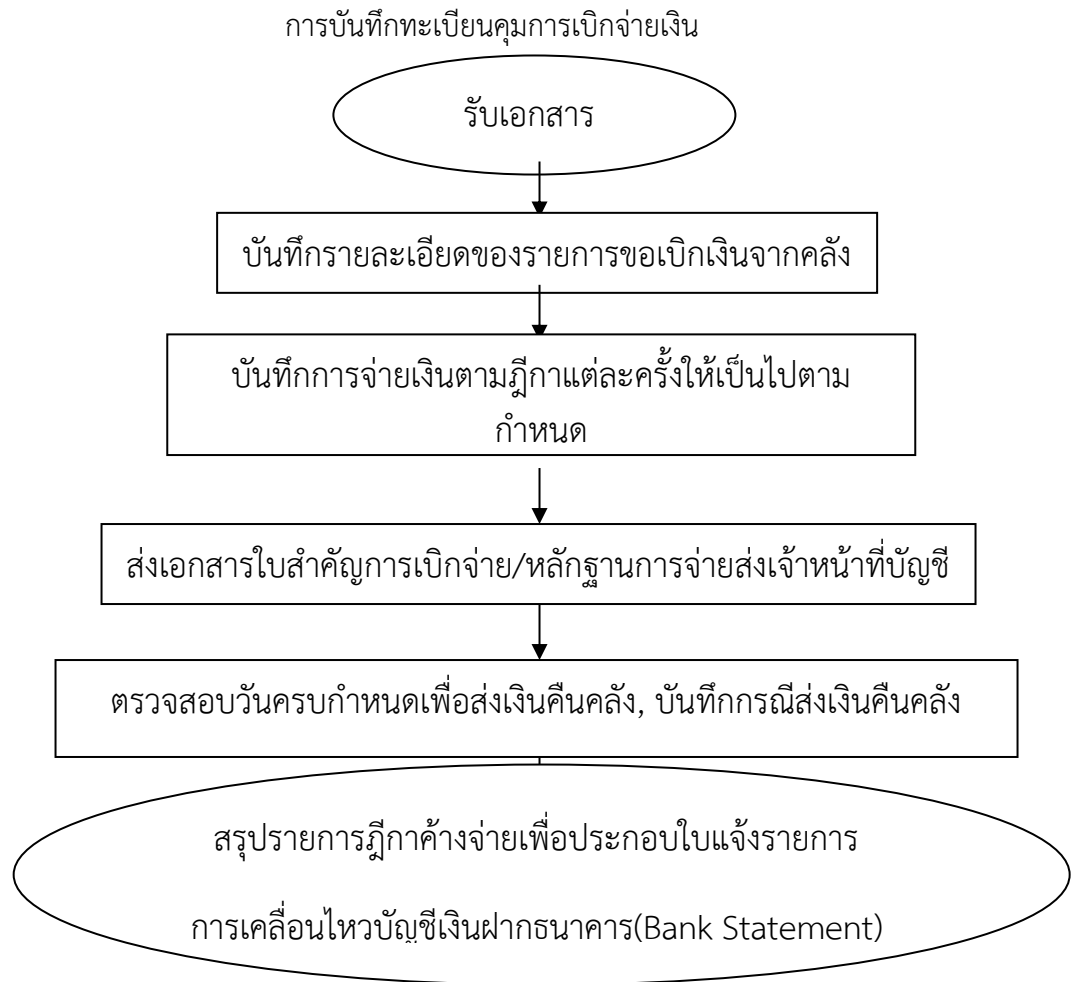 การบันทึกทะเบียนคุมการเบิกจ่ายเงิน
รับเอกสาร
บันทึกรายละเอียดของรายการขอเบิกเงินจากคลัง
บันทึกการจ่ายเงินตามฎีกาแต่ละครั้งให้เป็นไปตาม
กำหนด
ส่งเอกสารใบสำคัญการเบิกจ่าย/หลักฐานการจ่ายส่งเจ้าหน้าที่บัญชี
ตรวจสอบวันครบกำหนดเพื่อส่งเงินคืนคลัง, บันทึกกรณีส่งเงินคืนคลัง
สรุปรายการฎีกาค้างจ่ายเพื่อประกอบใบแจ้งรายการ
การเคลื่อนไหวบัญชีเงินฝากธนาคาร(Bank Statement)